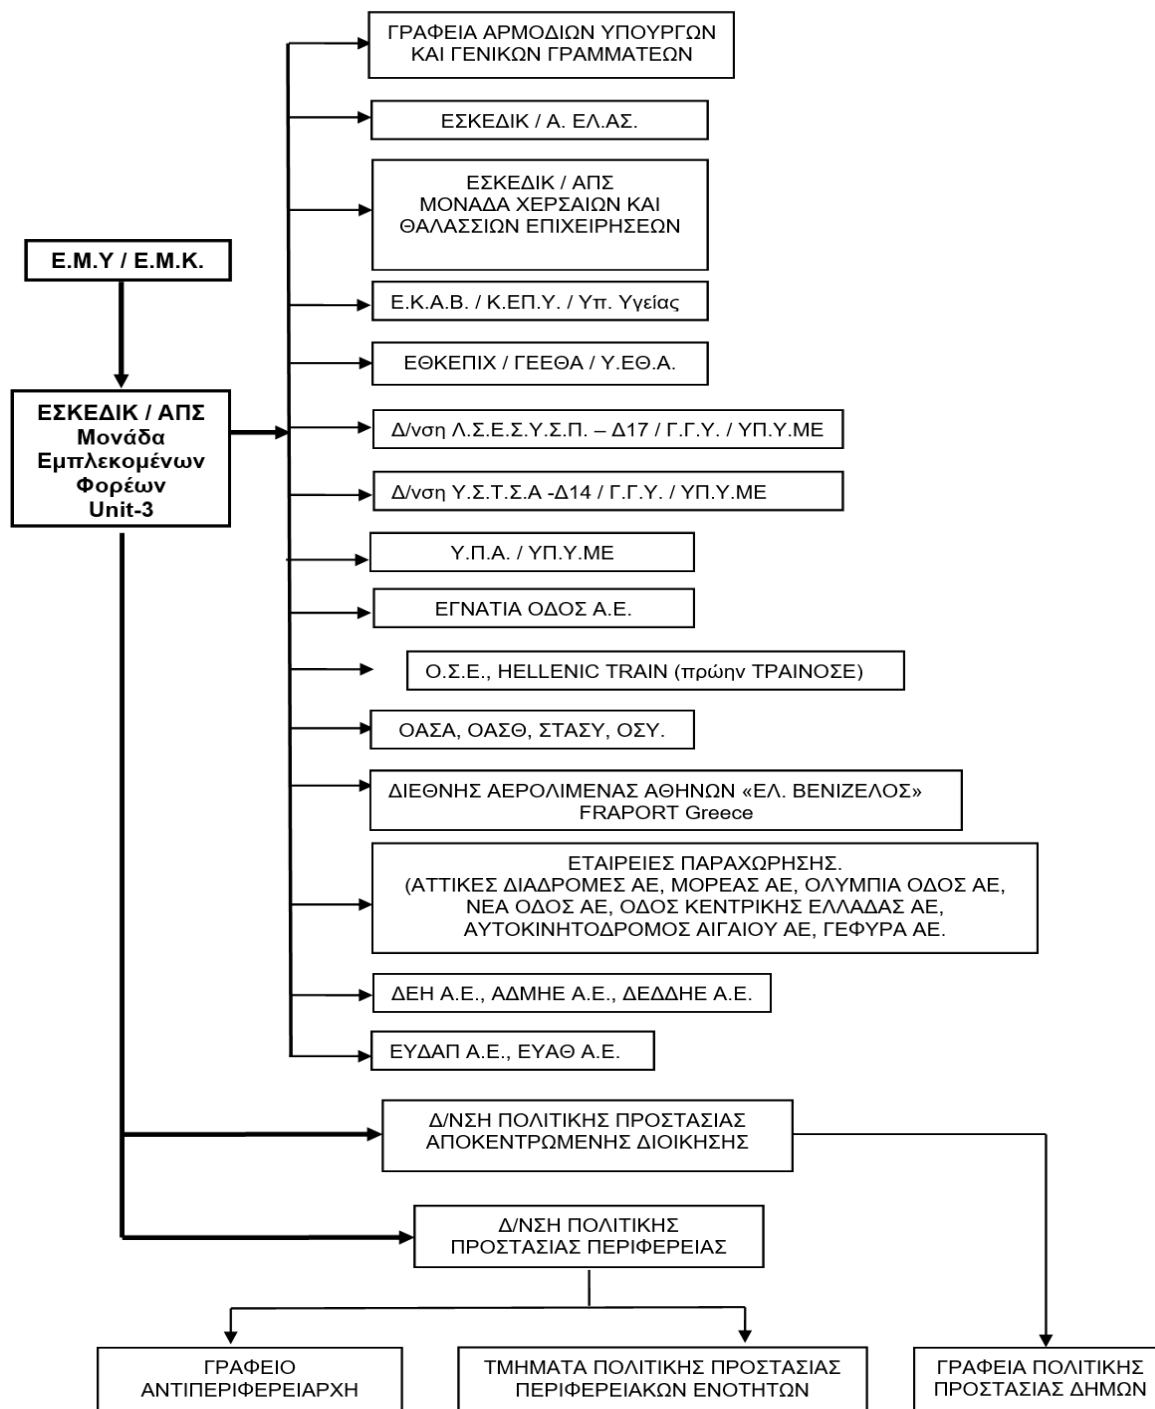 ΓΡΑΦΕΙΑ ΑΡΜΟΔΙΩΝ ΥΠΟΥΡΓΩΝ
ΚΑΙ ΓΕΝΙΚΩΝ ΓΡΑΜΜΑΤΕΩΝ
ΕΣΚΕΔΙΚ / Α. ΕΛ.ΑΣ.
ΕΣΚΕΔΙΚ / ΑΠΣ
ΜΟΝΑΔΑ ΧΕΡΣΑΙΩΝ ΚΑΙ
ΘΑΛΑΣΣΙΩΝ ΕΠΙΧΕΙΡΗΣΕΩΝ
Ε.Μ.Υ / Ε.Μ.Κ.
Ε.Κ.Α.Β. / Κ.ΕΠ.Υ. / Υπ. Υγείας
ΕΘΚΕΠΙΧ / ΓΕΕΘΑ / Υ.ΕΘ.Α.
ΕΣΚΕΔΙΚ / ΑΠΣ
Μονάδα
Εμπλεκομένων
Φορέων
Unit-3
Δ/νση Λ.Σ.Ε.Σ.Υ.Σ.Π. – Δ17 / Γ.Γ.Υ. / ΥΠ.Υ.ΜΕ
Δ/νση Υ.Σ.Τ.Σ.Α -Δ14 / Γ.Γ.Υ. / ΥΠ.Υ.ΜΕ
Υ.Π.Α. / ΥΠ.Υ.ΜΕ
ΕΓΝΑΤΙΑ ΟΔΟΣ Α.Ε.
Ο.Σ.Ε., HELLENIC TRAIN (πρώην ΤΡΑΙΝΟΣΕ)
ΟΑΣΑ, ΟΑΣΘ, ΣΤΑΣΥ, ΟΣΥ.
ΔΙΕΘΝΗΣ ΑΕΡΟΛΙΜΕΝΑΣ ΑΘΗΝΩΝ «ΕΛ. ΒΕΝΙΖΕΛΟΣ»
FRAPORT Greece
ΕΤΑΙΡΕΙΕΣ ΠΑΡΑΧΩΡΗΣΗΣ.
(ΑΤΤΙΚΕΣ ΔΙΑΔΡΟΜΕΣ ΑΕ, ΜΟΡΕΑΣ ΑΕ, ΟΛΥΜΠΙΑ ΟΔΟΣ ΑΕ,
ΝΕΑ ΟΔΟΣ ΑΕ, ΟΔΟΣ ΚΕΝΤΡΙΚΗΣ ΕΛΛΑΔΑΣ ΑΕ,
ΑΥΤΟΚΙΝΗΤΟΔΡΟΜΟΣ ΑΙΓΑΙΟΥ ΑΕ, ΓΕΦΥΡΑ ΑΕ.
ΔΕΗ Α.Ε., ΑΔΜΗΕ Α.Ε., ΔΕΔΔΗΕ Α.Ε.
ΕΥΔΑΠ Α.Ε., ΕΥΑΘ Α.Ε.
Δ/ΝΣΗ ΠΟΛΙΤΙΚΗΣ ΠΡΟΣΤΑΣΙΑΣ
ΑΠΟΚΕΝΤΡΩΜΕΝΗΣ ΔΙΟΙΚΗΣΗΣ
Δ/ΝΣΗ ΠΟΛΙΤΙΚΗΣ
ΠΡΟΣΤΑΣΙΑΣ ΠΕΡΙΦΕΡΕΙΑΣ
ΓΡΑΦΕΙΟ
ΑΝΤΙΠΕΡΙΦΕΡΕΙΑΡΧΗ
ΤΜΗΜΑΤΑ ΠΟΛΙΤΙΚΗΣ ΠΡΟΣΤΑΣΙΑΣ
ΠΕΡΙΦΕΡΕΙΑΚΩΝ ΕΝΟΤΗΤΩΝ
ΓΡΑΦΕΙΑ ΠΟΛΙΤΙΚΗΣ
ΠΡΟΣΤΑΣΙΑΣ ΔΗΜΩΝ